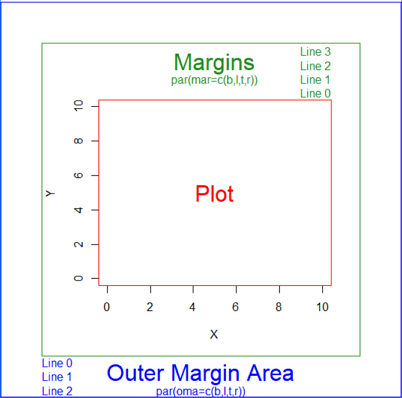 Margins
par(mar=c(b,l,t,r))
Line 3
Line 2
Line 1
Line 0
Plot
Y
10
8
6
4
2
0
0 2 4 6 8 10
X
Line 0
Line 1
Line 2
Outer Margin Area
par(oma=c(b,l,t,r))